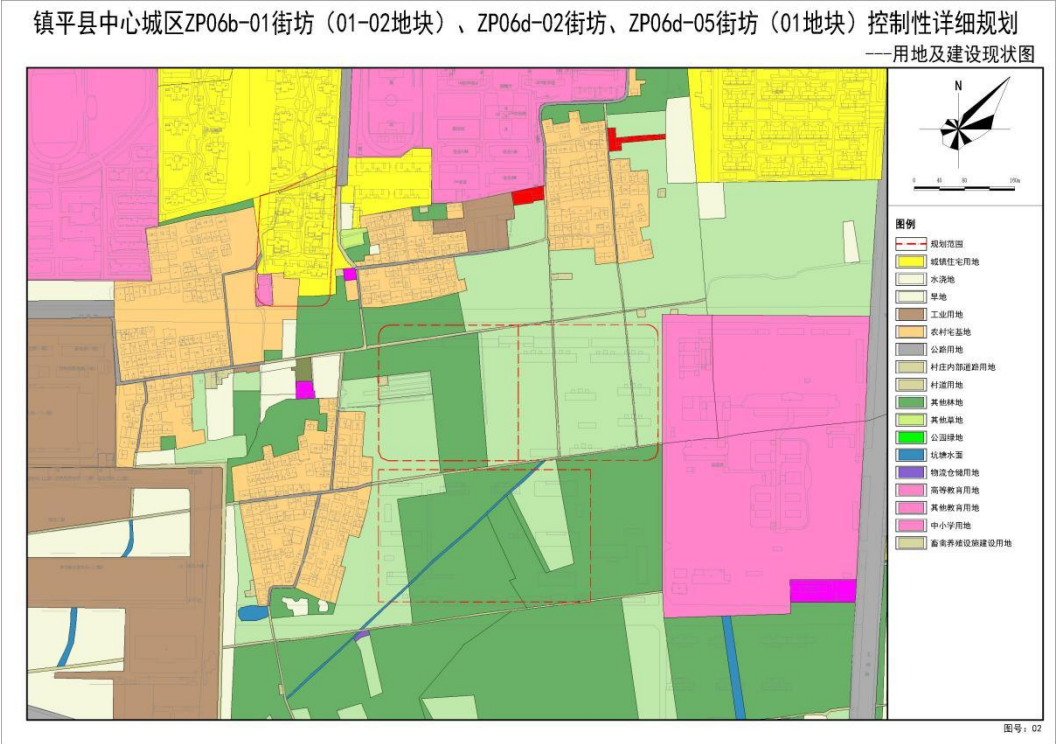 镇平县中心城区ZP06b-01街坊（01-02地块）、ZP06d-02街坊、ZP06d-05街坊（01地块）控制性详细规划
---用地及建设现状图
N
图例
规划范围
城镇住宅用地
水浇地
旱地
工业用地
农村宅基地
公路用地
村庄内部道路用地
村道用地
其他林地
其他草地
公园绿地
坑塘水面
物流仓储用地
高等教育用地
其他教育用地
中小学用地
畜禽养殖设施建设用地
图号：02